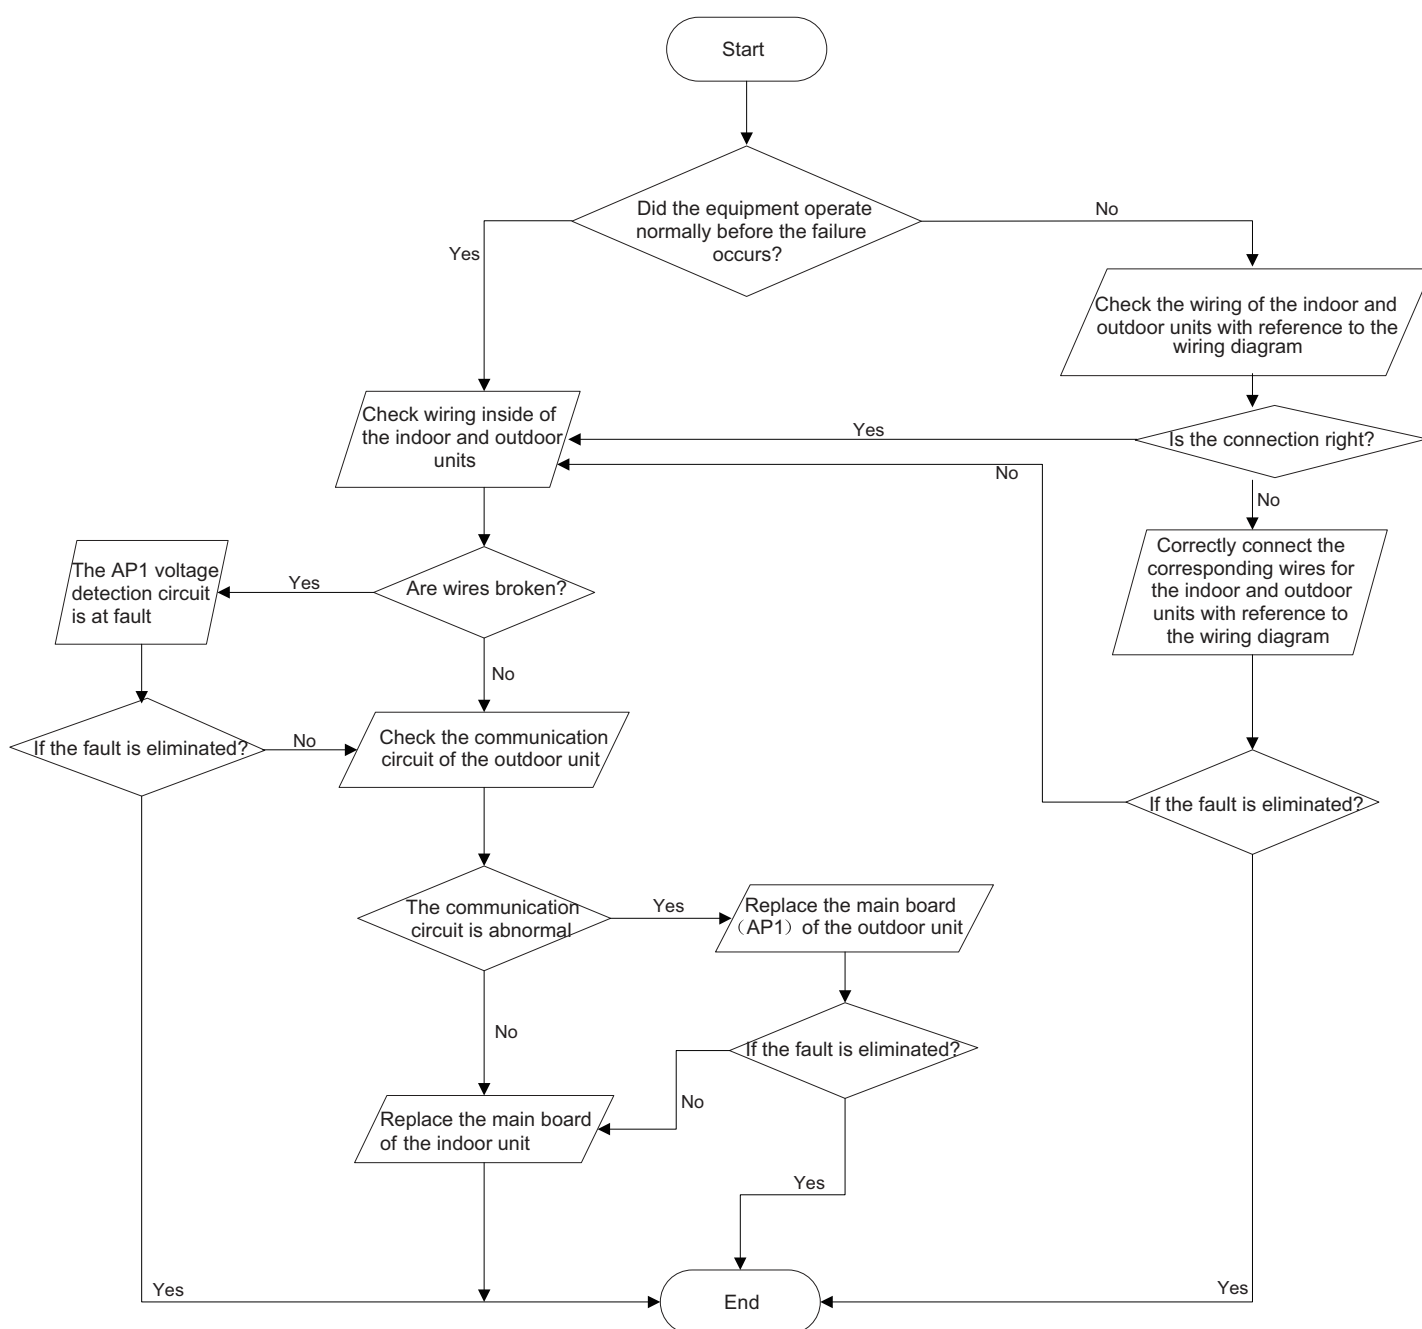 Start
Did the equipment operate
normally before the failure
occurs?
Yes
No
Check the wiring of the indoor and
outdoor units with reference to the
wiring diagram
Check wiring inside of
the indoor and outdoor
units
Yes
Is the connection right?
No
No
Correctly connect the
corresponding wires for
the indoor and outdoor
units with reference to
the wiring diagram
The AP1 voltage
detection circuit
is at fault
Yes
Are wires broken?
No
If the fault is eliminated?
No
Check the communication
circuit of the outdoor unit
If the fault is eliminated?
The communication
circuit is abnormal
Yes
Replace the main board
（AP1）of the outdoor unit
No
If the fault is eliminated?
No
Replace the main board
of the indoor unit
Yes
Yes
Yes
End